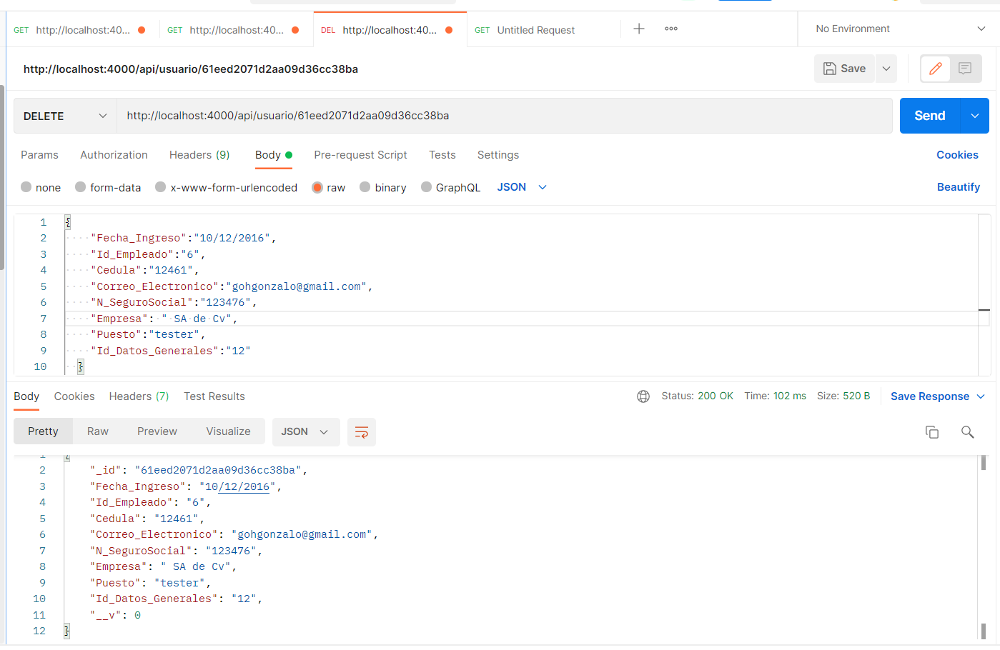 GET http://localhost:40... GET http://localhost:40... DEL http://localhost:40... GET Untitled Request No Environment
http://localhost:4000/api/usuario/61eed2071d2aa09d36cc38ba Save
DELETE http://localhost:4000/api/usuario/61eed2071d2aa09d36cc38ba Send
Params Authorization Headers (9) Body Pre-request Script Tests Settings Cookies
none form-data x-www-form-urlencoded raw binary GraphQL JSON Beautify
1 {
2 "Fecha_Ingreso":"10/12/2016",
3 "Id_Empleado":"6",
4 "Cedula":"12461",
5 "Correo_Electronico":"gohgonzalo@gmail.com",
6 "N_SeguroSocial":"123476",
7 "Empresa": " SA de Cv",
8 "Puesto":"tester",
9 "Id_Datos_Generales":"12"
10 }
Body Cookies Headers (7) Test Results Status: 200 OK Time: 102 ms Size: 520 B Save Response
Pretty Raw Preview Visualize JSON
1 {
2 "_id": "61eed2071d2aa09d36cc38ba",
3 "Fecha_Ingreso": "10/12/2016",
4 "Id_Empleado": "6",
5 "Cedula": "12461",
6 "Correo_Electronico": "gohgonzalo@gmail.com",
7 "N_SeguroSocial": "123476",
8 "Empresa": " SA de Cv",
9 "Puesto": "tester",
10 "Id_Datos_Generales": "12",
11 "__v": 0
12 }